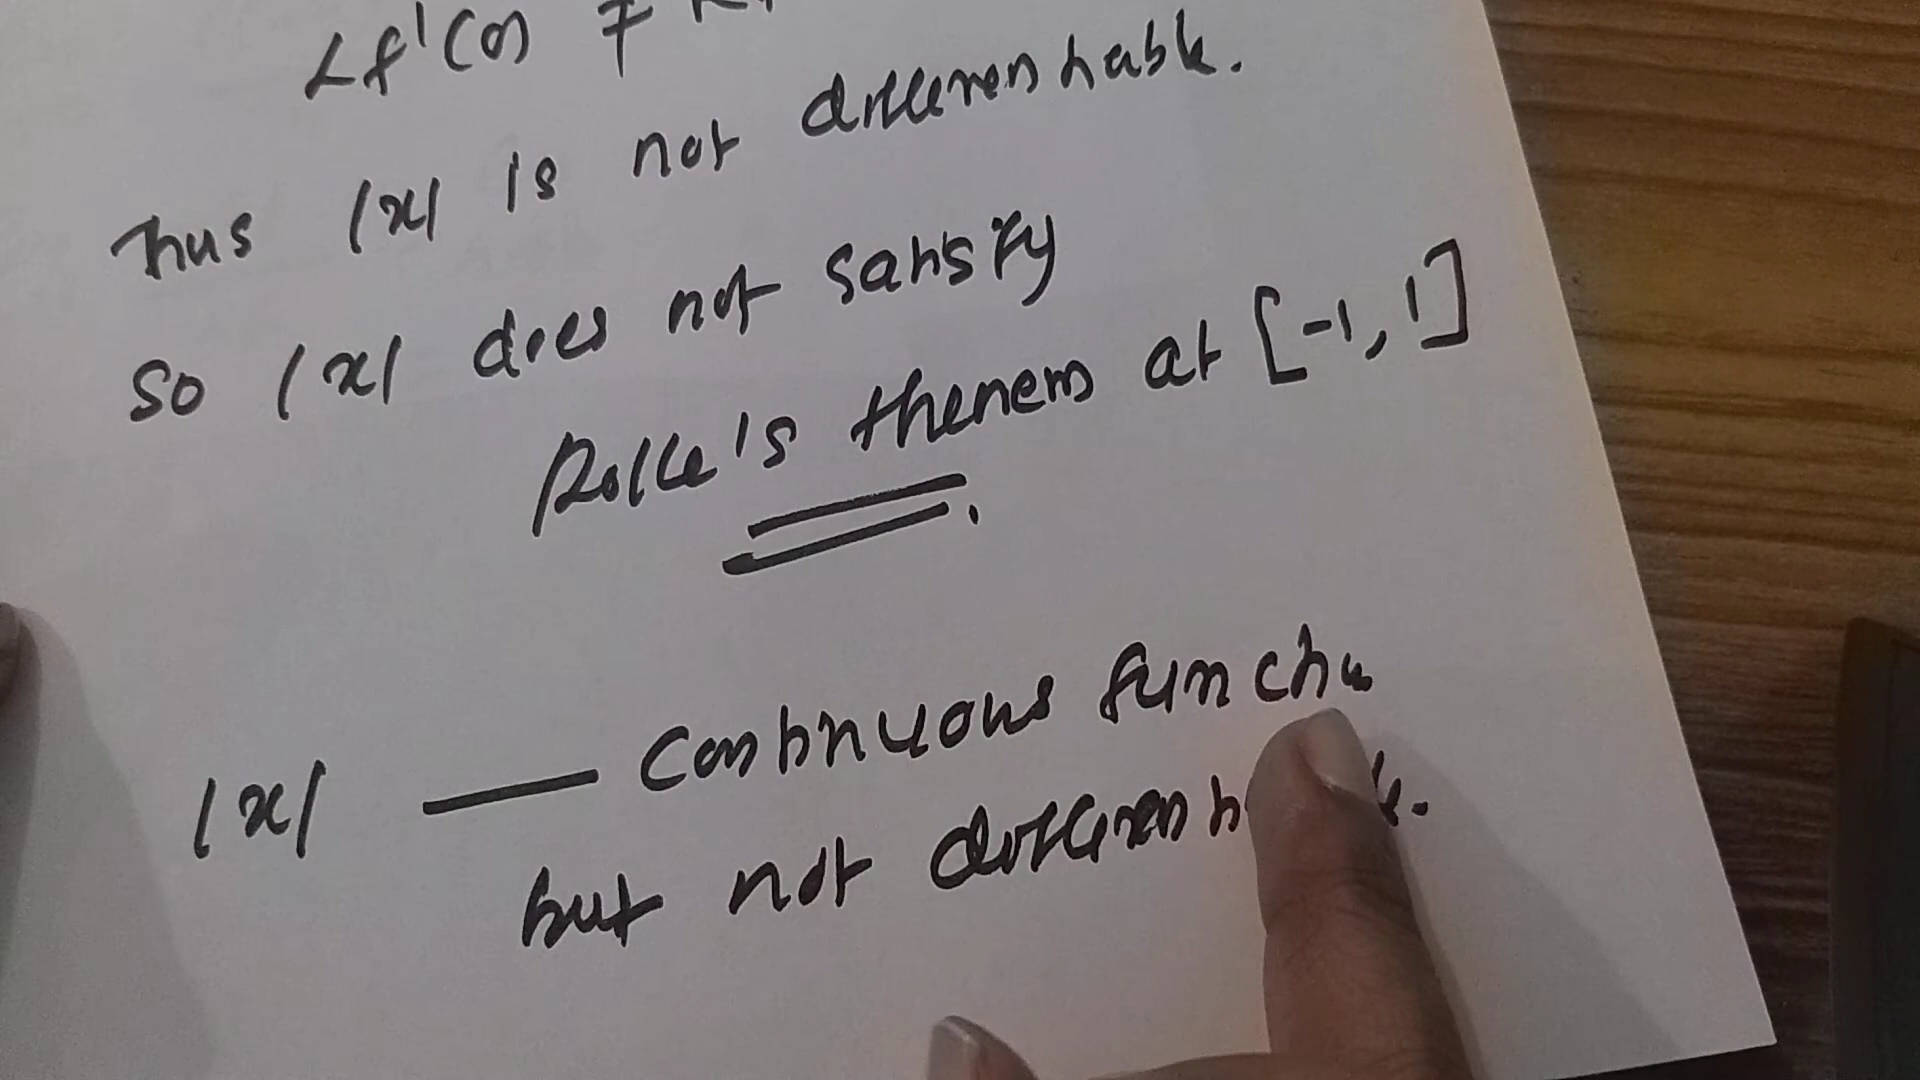 Lf'(0) ≠
Thus |x| is not differentiable.
So |x| does not satisfy
Rolle's theorem at [-1, 1]
|x| — Continuous function
but not